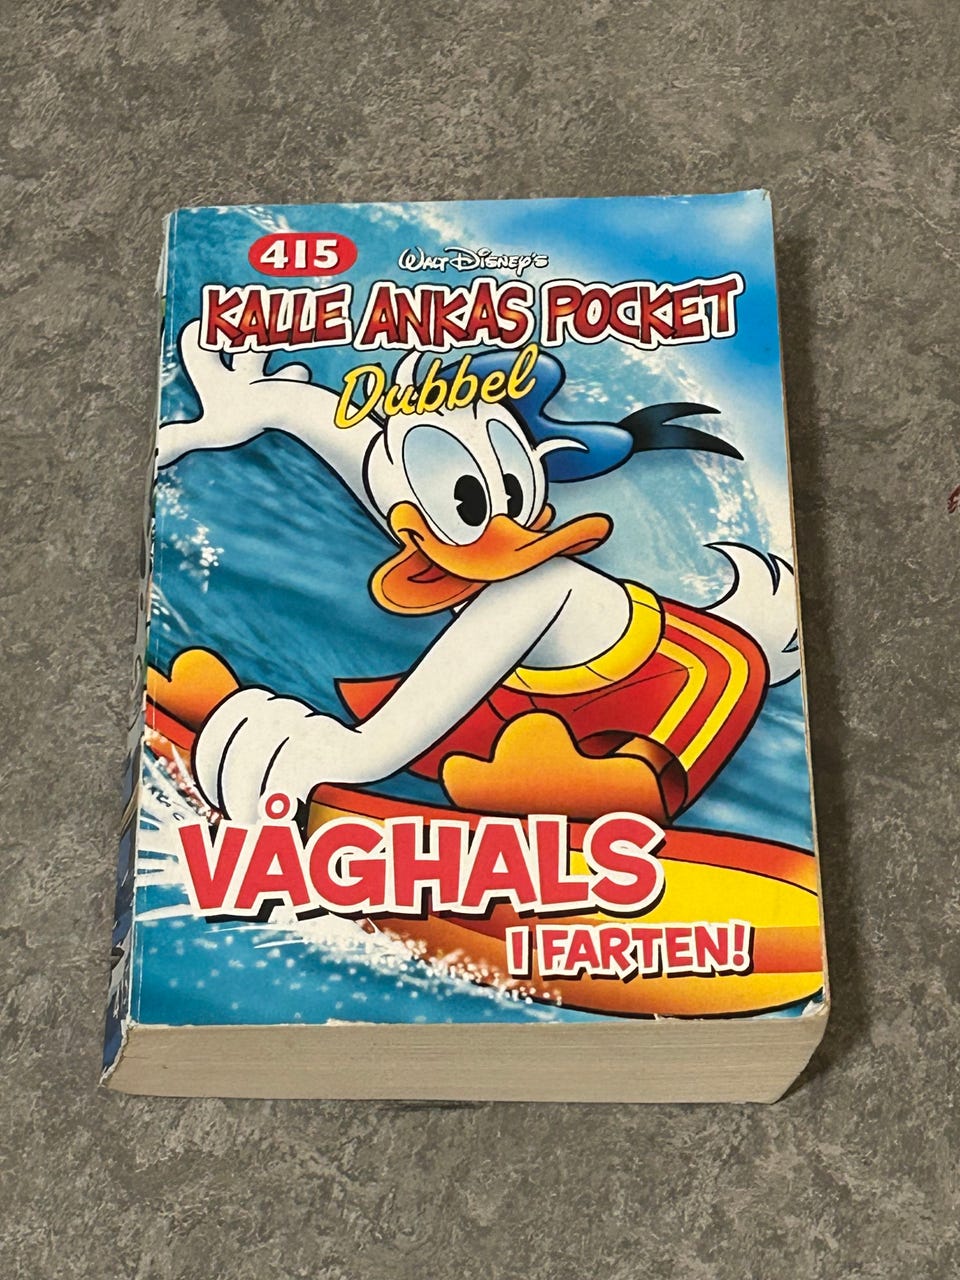 415
WALT DISNEY'S
KALLE ANKAS POCKET
Dubbel
VÅGHALS
I FARTEN!